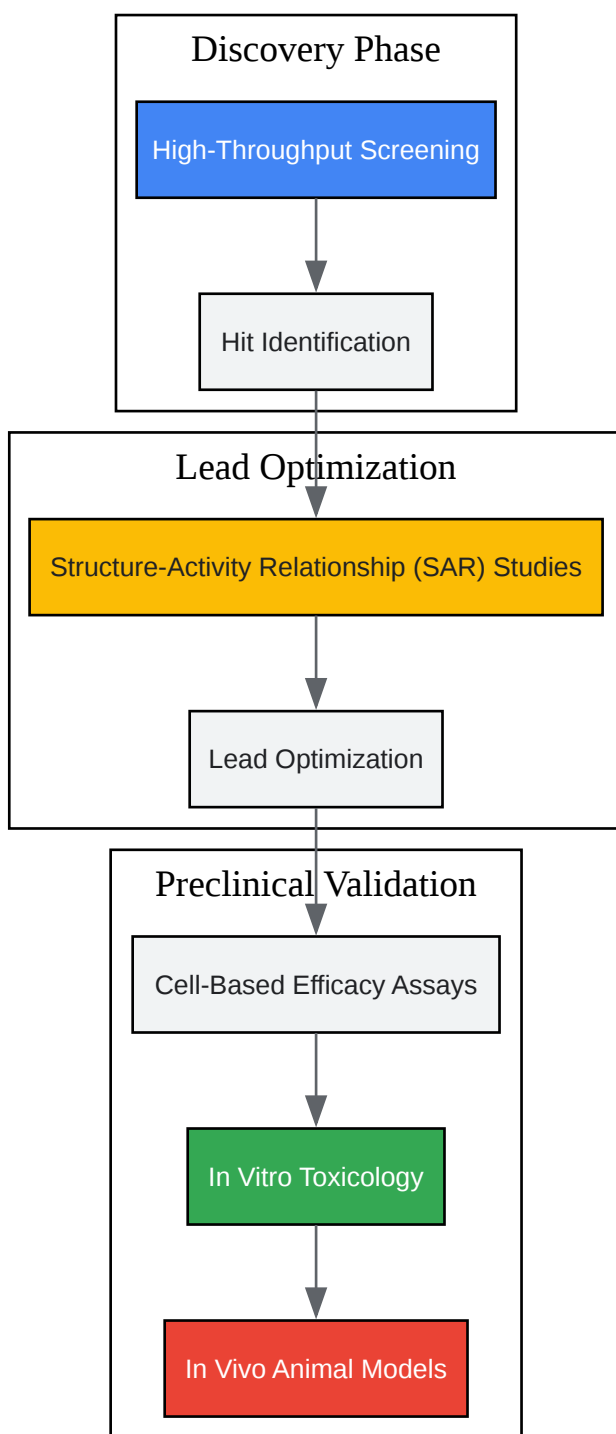 Discovery Phase
High-Throughput Screening
Hit Identification
Lead Optimization
Structure-Activity Relationship (SAR) Studies
Lead Optimization
Preclinical Validation
Cell-Based Efficacy Assays
In Vitro Toxicology
In Vivo Animal Models